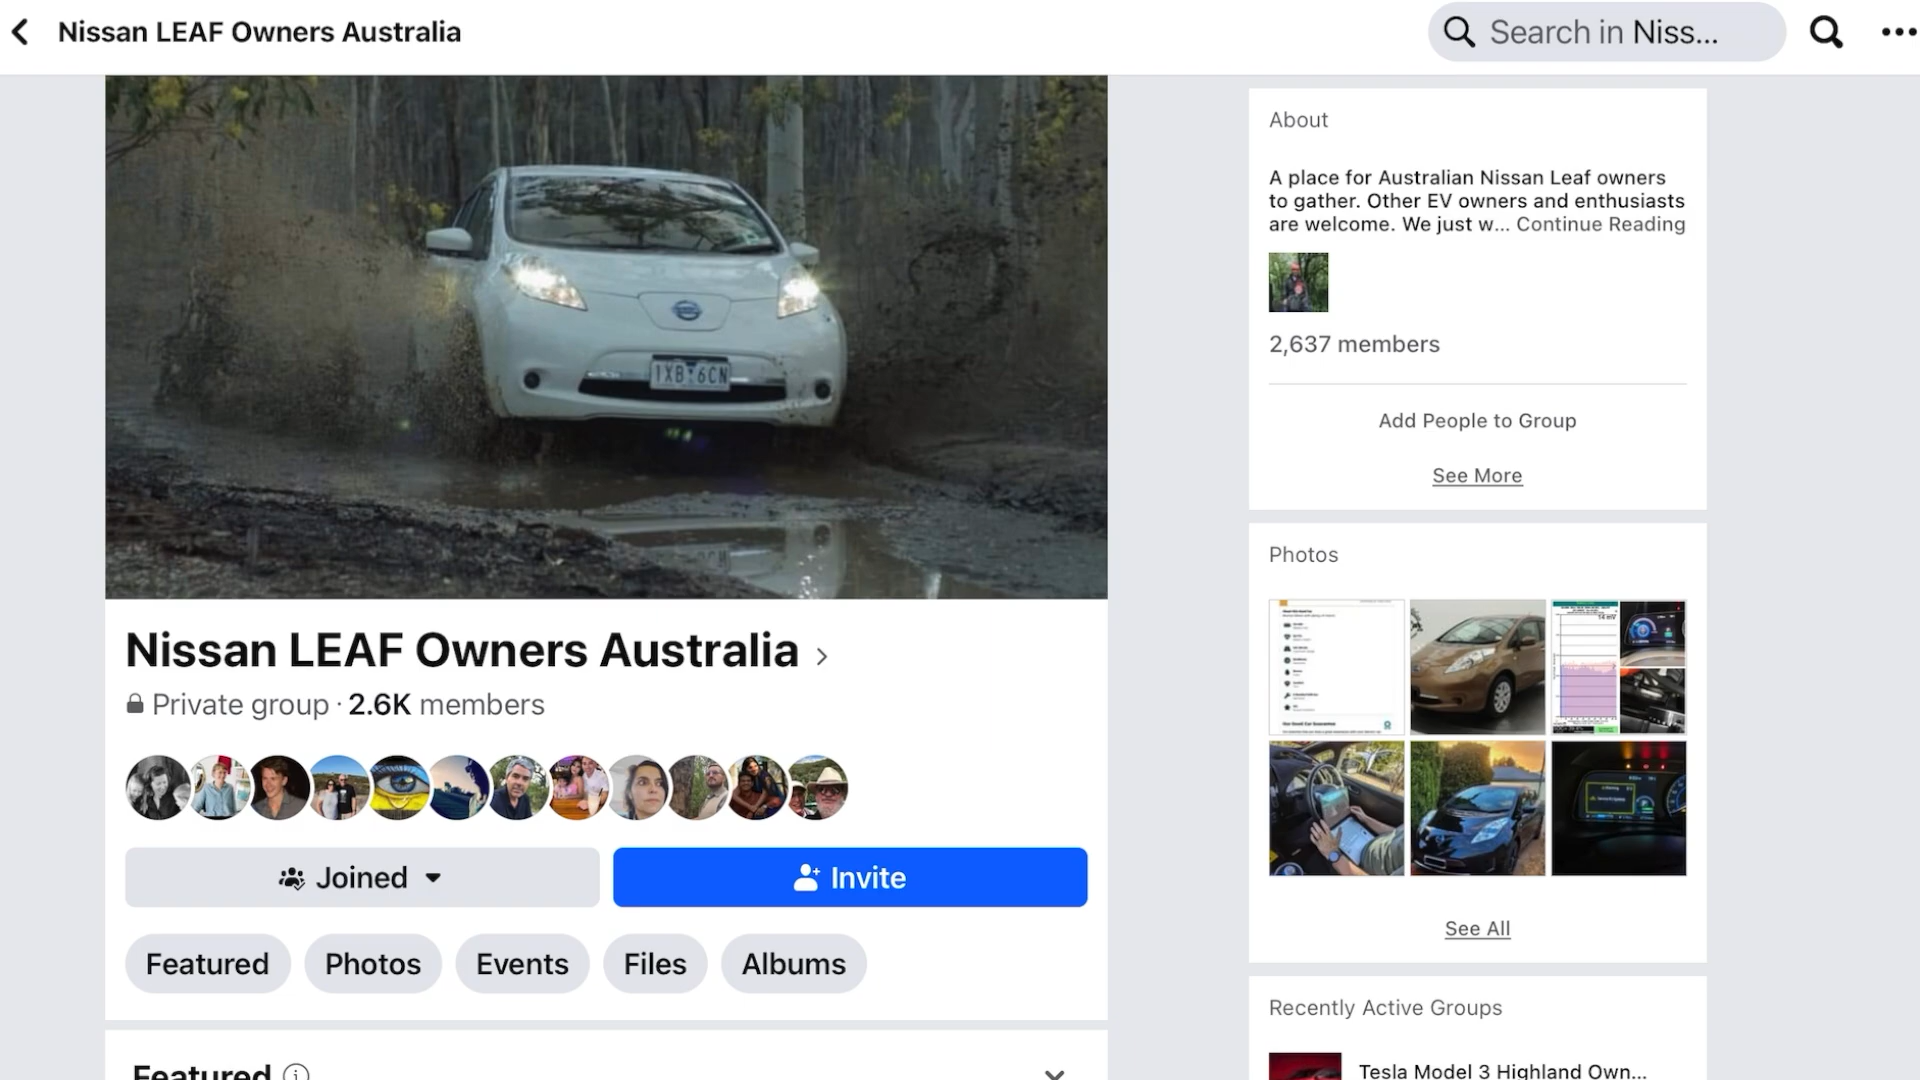 Nissan LEAF Owners Australia
Search in Niss...
1XB 6CN
Nissan LEAF Owners Australia
Private group · 2.6K members
Joined
Invite
Featured
Photos
Events
Files
Albums
Featured
About
A place for Australian Nissan Leaf owners
to gather. Other EV owners and enthusiasts
are welcome. We just w... Continue Reading
2,637 members
Add People to Group
See More
Photos
14 mV
See All
Recently Active Groups
Tesla Model 3 Highland Own...